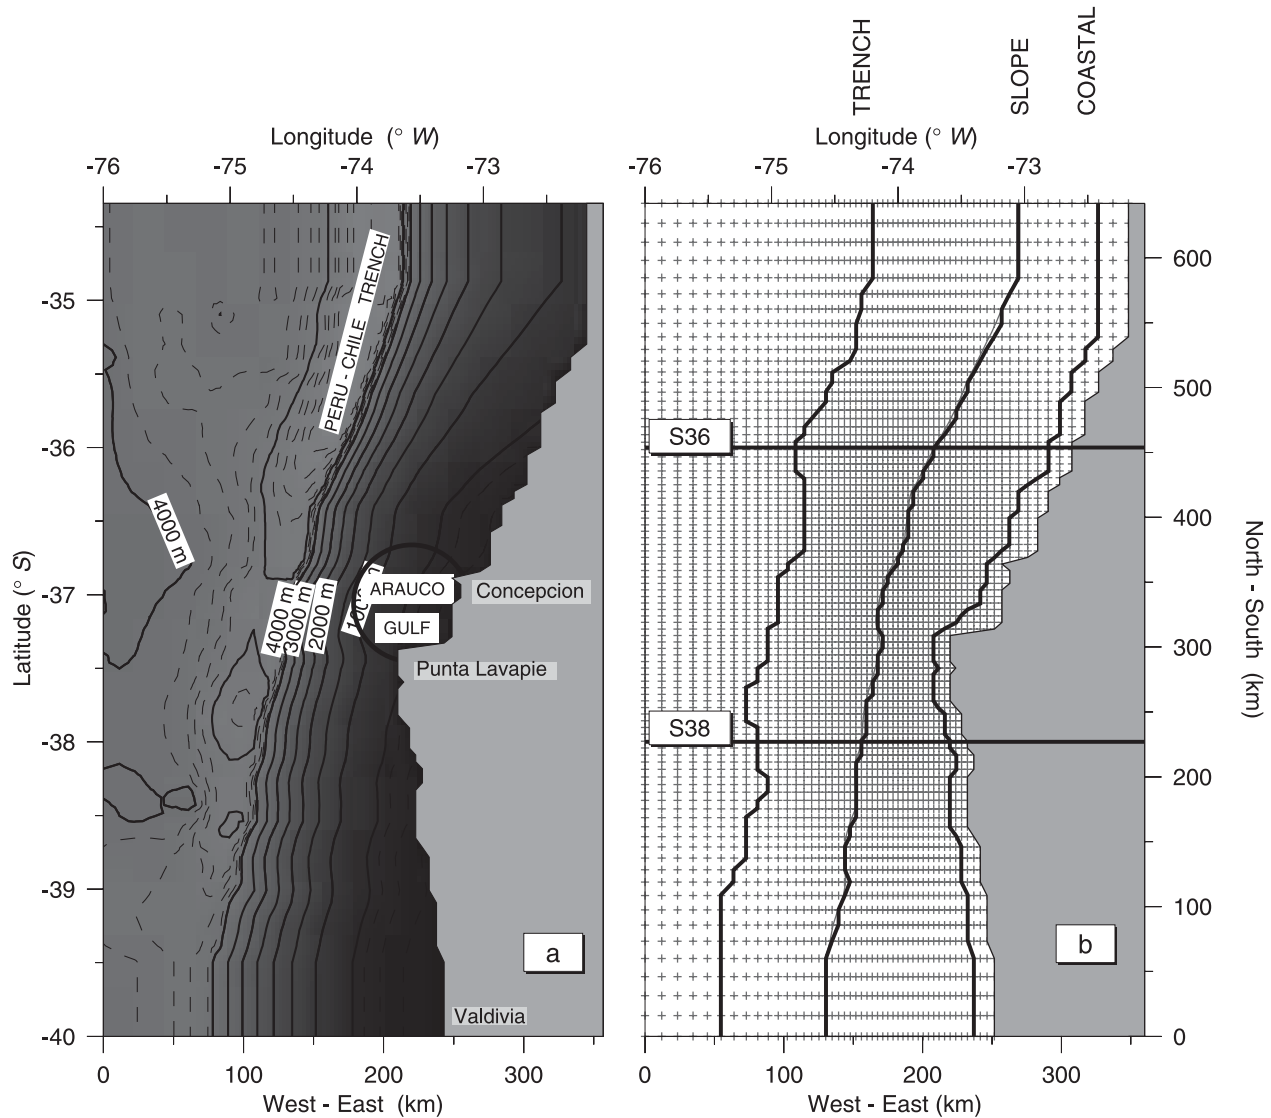 TRENCH
SLOPE
COASTAL
Longitude (° W)
-76 -75 -74 -73
Longitude (° W)
-76 -75 -74 -73
Latitude (° S)
-35
-36
-37
-38
-39
-40
PERU - CHILE TRENCH
4000 m
4000 m
3000 m
2000 m
ARAUCO
GULF
Concepcion
Punta Lavapie
a
Valdivia
0 100 200 300
West - East (km)
S36
S38
b
600
500
400
300
200
100
0
North - South (km)
0 100 200 300
West - East (km)